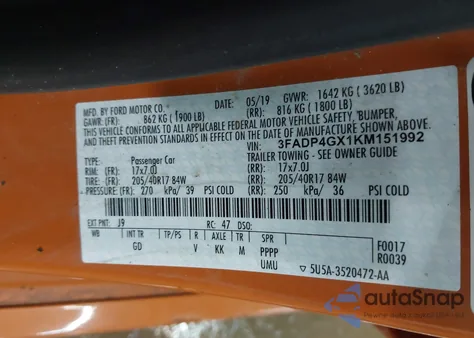 MFD. BY FORD MOTOR CO. DATE: 05/19 GVWR: 1642 KG ( 3620 LB)
GAWR: (FR): 862 KG (1900 LB) (RR): 816 KG (1800 LB)
THIS VEHICLE CONFORMS TO ALL APPLICABLE FEDERAL MOTOR VEHICLE SAFETY, BUMPER,
AND THEFT PREVENTION STANDARDS IN EFFECT ON THE DATE OF MANUFACTURE SHOWN ABOVE.
VIN: 3FADP4GX1KM151992
TYPE: Passenger Car TRAILER TOWING - SEE OWNER GUIDE
RIM: (FR): 17x7.0J (RR): 17x7.0J
TIRE: (FR): 205/40R17 84W (RR): 205/40R17 84W
PRESSURE: (FR): 270 kPa/ 39 PSI COLD (RR): 250 kPa/ 36 PSI COLD
EXT PNT: J9 RC: 47 DSO:
WB INT TR TP/PS R AXLE TR SPR F0017
GD V KK M PPPP R0039
UMU ▽ 5U5A-3520472-AA
autoSnap